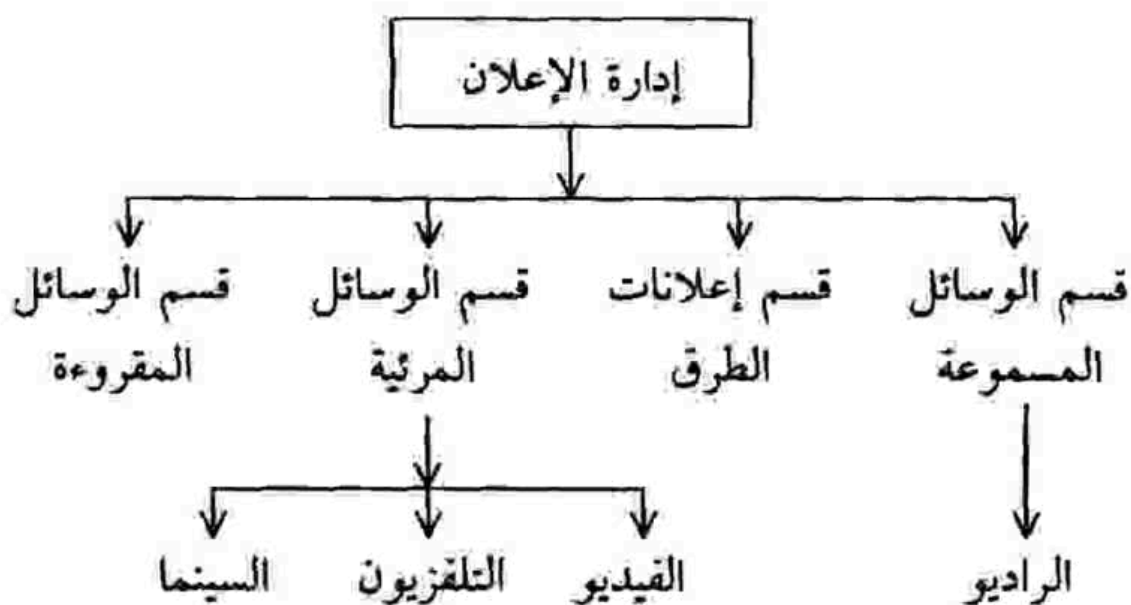 إدارة الإعلان
قسم الوسائل
المسموعة
قسم إعلانات
الطرق
قسم الوسائل
المرئية
قسم الوسائل
المقروءة
الراديو
الفيديو
التلفزيون
السينما